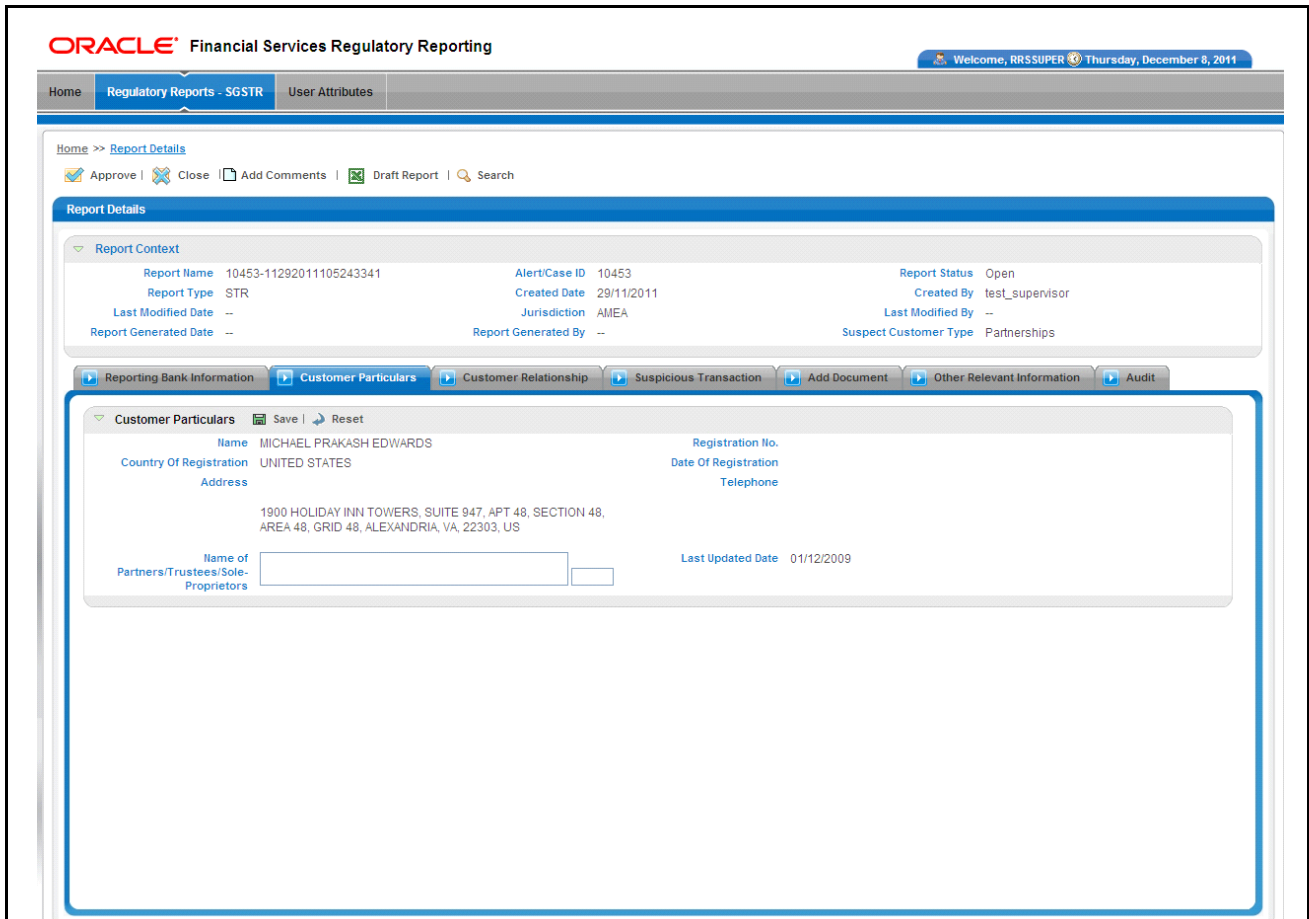 ORACLE® Financial Services Regulatory Reporting
Welcome, RRSSUPER Thursday, December 8, 2011
Home Regulatory Reports - SGSTR User Attributes
Home >> Report Details
Approve | Close | Add Comments | Draft Report | Search
Report Details
Report Context
Report Name 10453-11292011105243341 Alert/Case ID 10453 Report Status Open
Report Type STR Created Date 29/11/2011 Created By test_supervisor
Last Modified Date -- Jurisdiction AMEA Last Modified By --
Report Generated Date -- Report Generated By -- Suspect Customer Type Partnerships
Reporting Bank Information Customer Particulars Customer Relationship Suspicious Transaction Add Document Other Relevant Information Audit
Customer Particulars Save | Reset
Name MICHAEL PRAKASH EDWARDS Registration No.
Country Of Registration UNITED STATES Date Of Registration
Address Telephone
1900 HOLIDAY INN TOWERS, SUITE 947, APT 48, SECTION 48,
AREA 48, GRID 48, ALEXANDRIA, VA, 22303, US
Name of Last Updated Date 01/12/2009
Partners/Trustees/Sole-
Proprietors